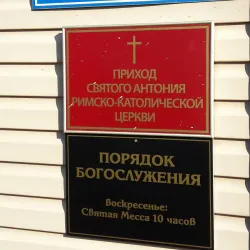 ПРИХОД
СВЯТОГО АНТОНИЯ
РИМСКО-КАТОЛИЧЕСКОЙ
ЦЕРКВИ
ПОРЯДОК
БОГОСЛУЖЕНИЯ
Воскресенье:
Святая Месса 10 часов